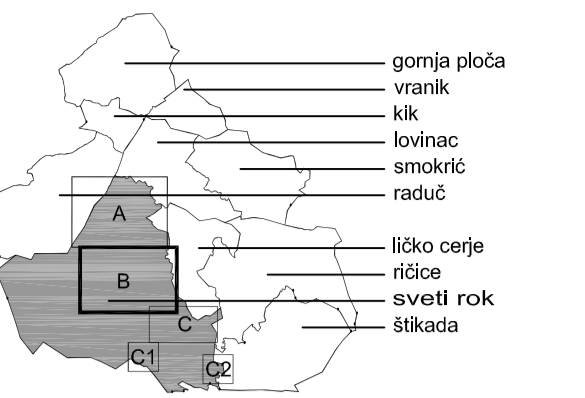 gornja ploča
vranik
kik
lovinac
smokrić
raduč
A
ličko cerje
ričice
B
sveti rok
C
štikada
C1
C2